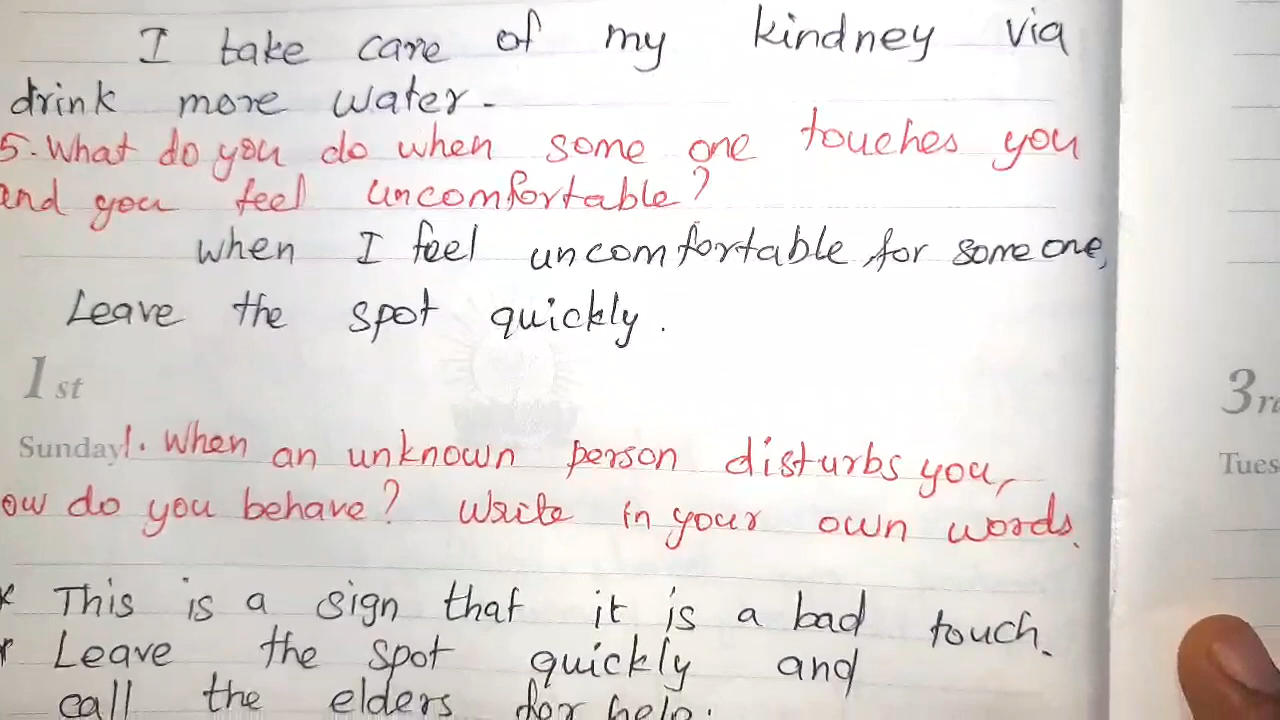 I take care of my kindney via
drink more water.
5. What do you do when some one touches you
and you feel uncomfortable?
When I feel uncomfortable for some one,
Leave the spot quickly.
1st
3rd
Sunday 1. When an unknown person disturbs you,
Tues
ow do you behave? Write in your own words.
This is a sign that it is a bad touch.
Leave the spot quickly and
call the elders for help.